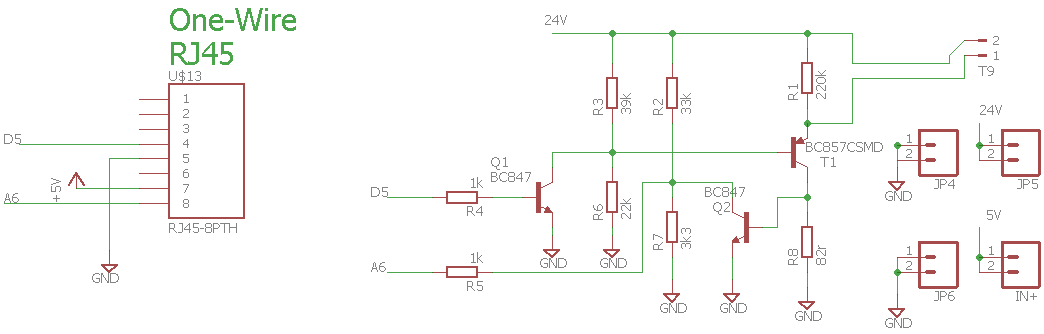 One-Wire
RJ45
U$13
1
2
3
4
5
6
7
8
D5
+5V
A6
RJ45-8PTH
GND
24V
R3
39k
R2
33k
R1
220k
2
1
T9
BC857CSMD
T1
Q1
BC847
D5
1k
R4
R6
22k
BC847
Q2
R7
3k3
R8
82r
A6
1k
R5
GND
GND
GND
GND
GND
24V
1
2
JP4
GND
1
2
JP5
5V
1
2
JP6
GND
1
2
IN+